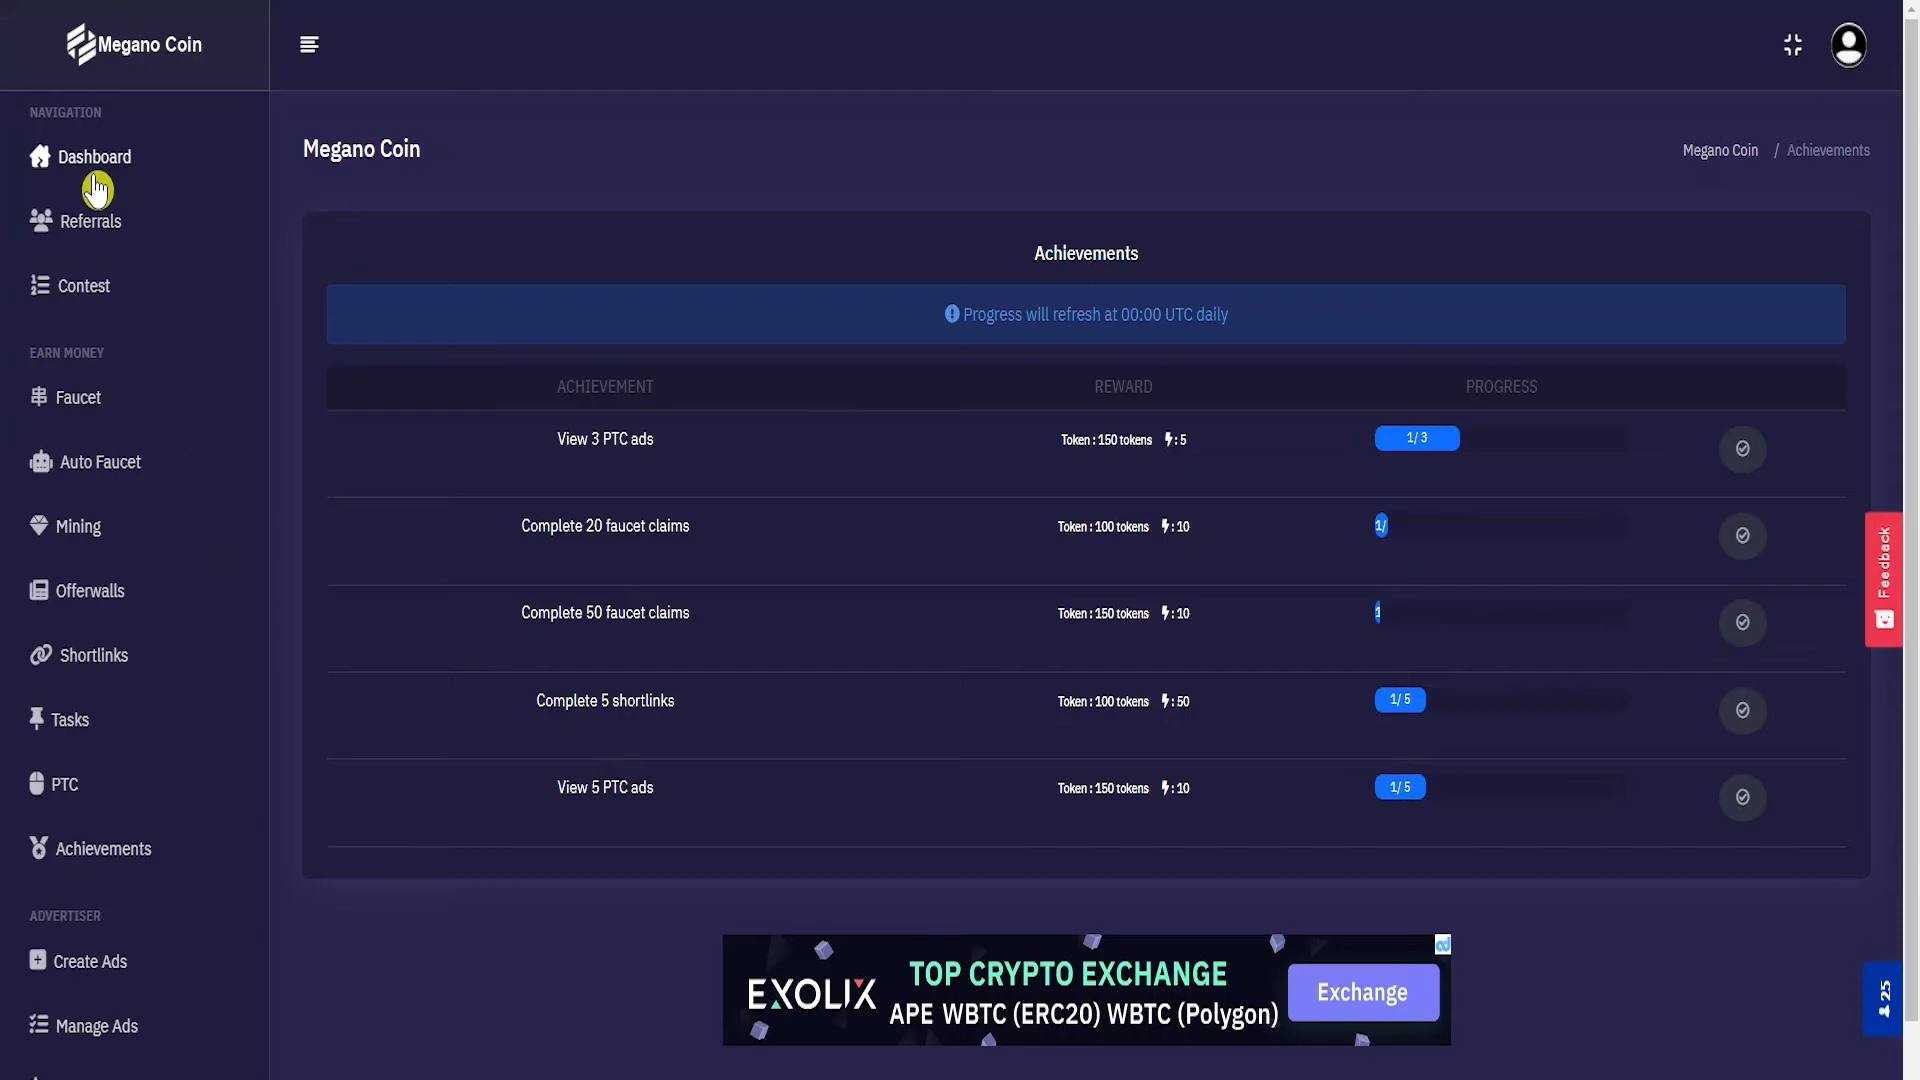 Megano Coin
NAVIGATION
Dashboard
Referrals
Contest
EARN MONEY
Faucet
Auto Faucet
Mining
Offerwalls
Shortlinks
Tasks
PTC
Achievements
ADVERTISER
Create Ads
Manage Ads
Megano Coin
Megano Coin / Achievements
Achievements
Progress will refresh at 00:00 UTC daily
ACHIEVEMENT REWARD PROGRESS
View 3 PTC ads Token : 150 tokens : 5 1/ 3
Complete 20 faucet claims Token : 100 tokens : 10 1/
Complete 50 faucet claims Token : 150 tokens : 10 1
Complete 5 shortlinks Token : 100 tokens : 50 1/ 5
View 5 PTC ads Token : 150 tokens : 10 1/ 5
Feedback
25
EXOLIX
TOP CRYPTO EXCHANGE
APE WBTC (ERC20) WBTC (Polygon)
Exchange
ad